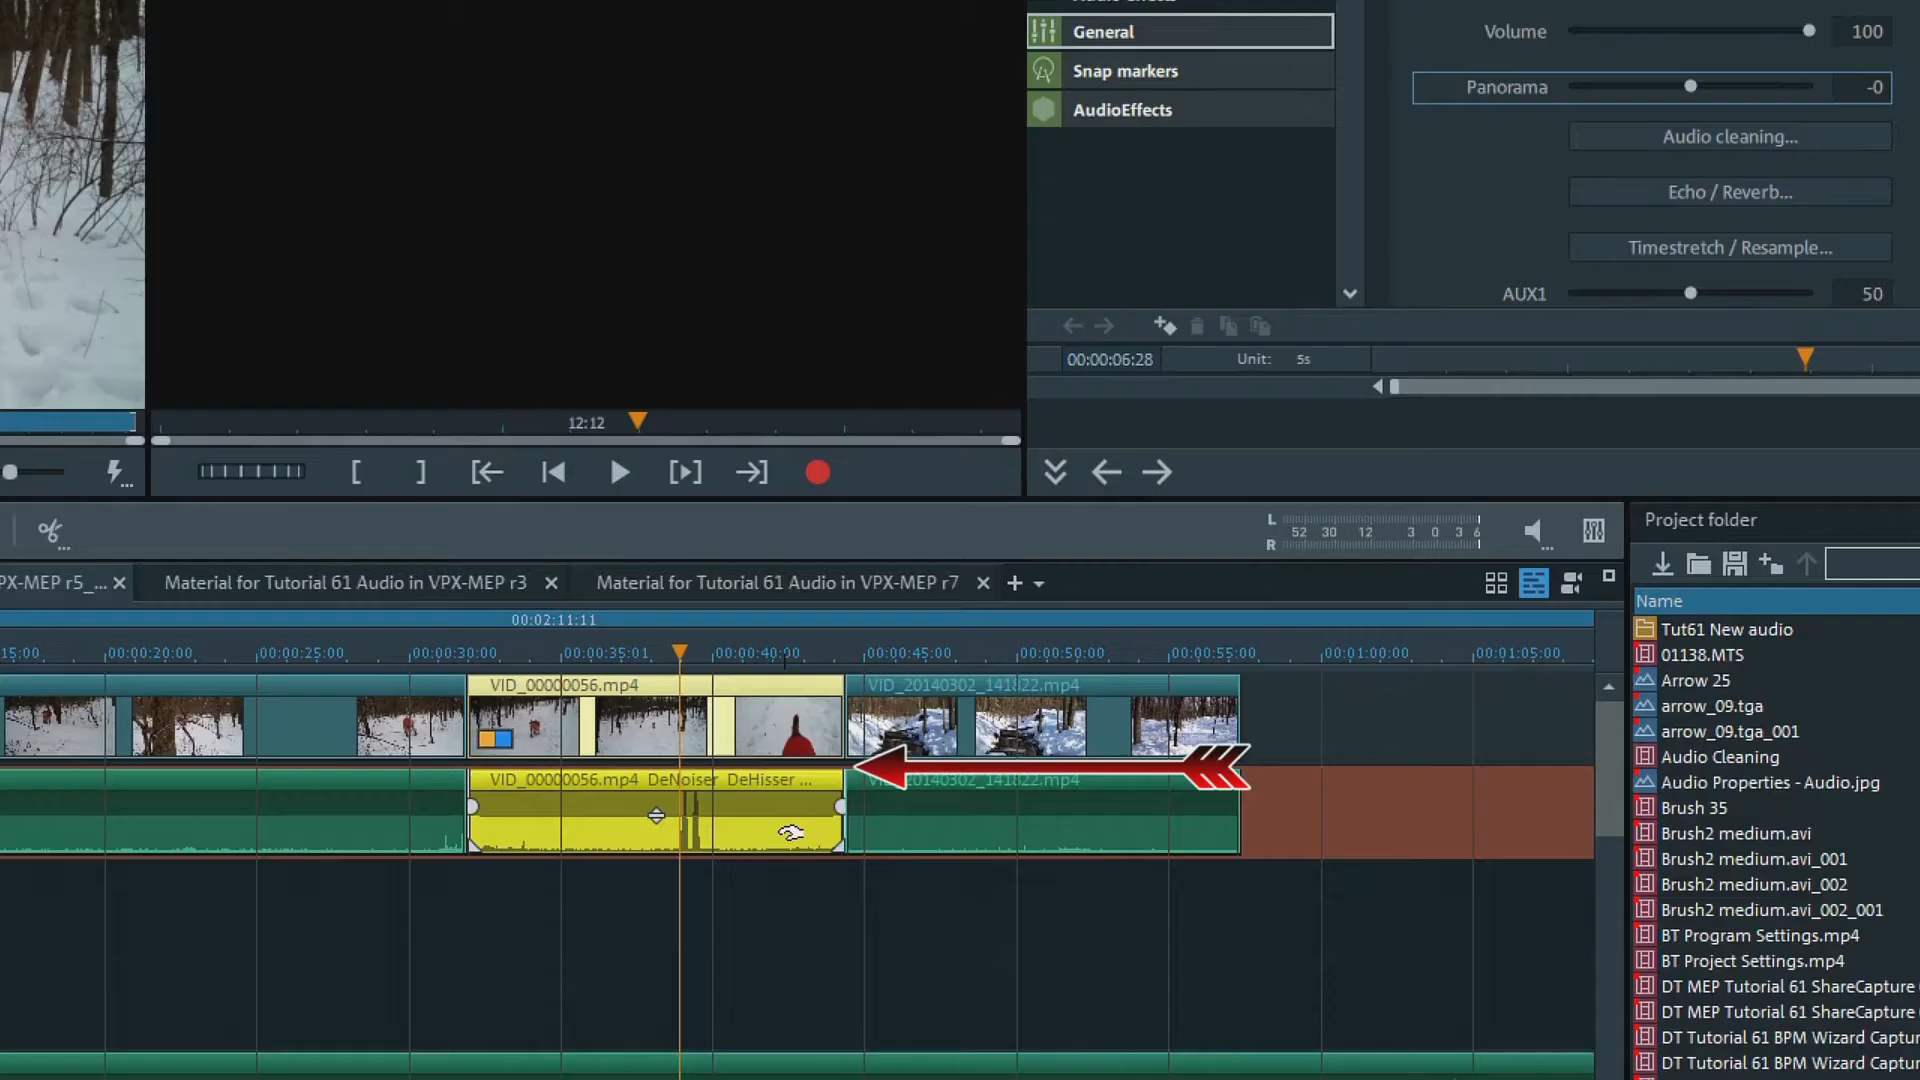 General
Snap markers
AudioEffects
Volume 100
Panorama -0
Audio cleaning...
Echo / Reverb...
Timestretch / Resample...
AUX1 50
00:00:06:28 Unit: 5s
12:12
L
R
52 30 12 3 0 3 6
PX-MEP r5_... Material for Tutorial 61 Audio in VPX-MEP r3 Material for Tutorial 61 Audio in VPX-MEP r7
00:02:11:11
15:00 00:00:20:00 00:00:25:00 00:00:30:00 00:00:35:01 00:00:40:00 00:00:45:00 00:00:50:00 00:00:55:00 00:01:00:00 00:01:05:00
VID_00000056.mp4 VID_20140302_141822.mp4
VID_00000056.mp4 DeNoiser DeHisser ... VID_20140302_141822.mp4
Project folder
Name
Tut61 New audio
01138.MTS
Arrow 25
arrow_09.tga
arrow_09.tga_001
Audio Cleaning
Audio Properties - Audio.jpg
Brush 35
Brush2 medium.avi
Brush2 medium.avi_001
Brush2 medium.avi_002
Brush2 medium.avi_002_001
BT Program Settings.mp4
BT Project Settings.mp4
DT MEP Tutorial 61 ShareCapture
DT MEP Tutorial 61 ShareCapture
DT Tutorial 61 BPM Wizard Captur
DT Tutorial 61 BPM Wizard Captur